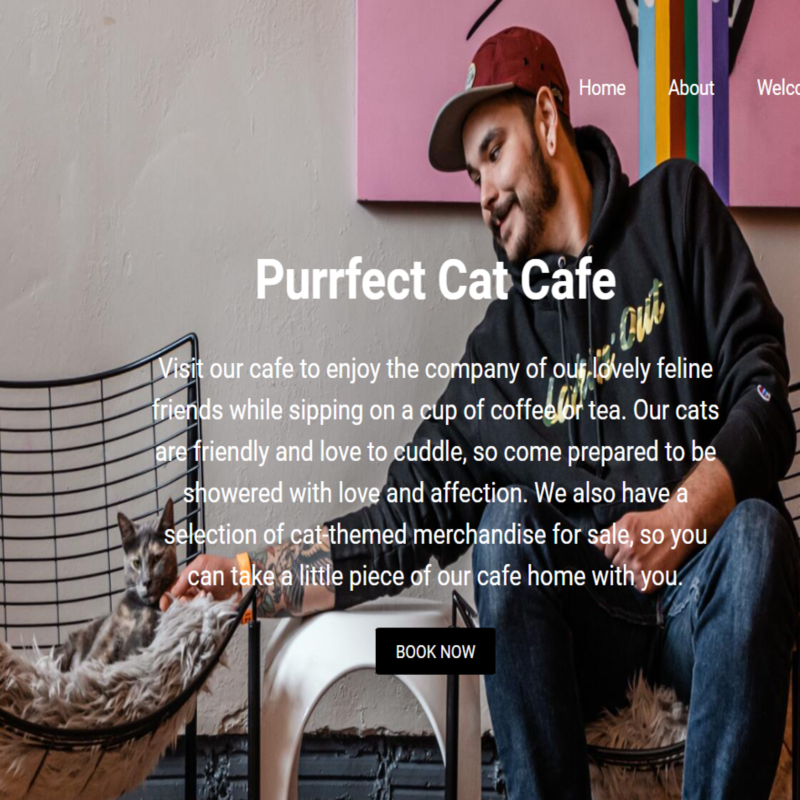 Home About
Purrfect Cat Cafe
Visit our cafe to enjoy the company of our lovely feline
friends while sipping on a cup of coffee or tea. Our cats
are friendly and love to cuddle, so come prepared to be
showered with love and affection. We also have a
selection of cat-themed merchandise for sale, so you
can take a little piece of our cafe home with you.
BOOK NOW